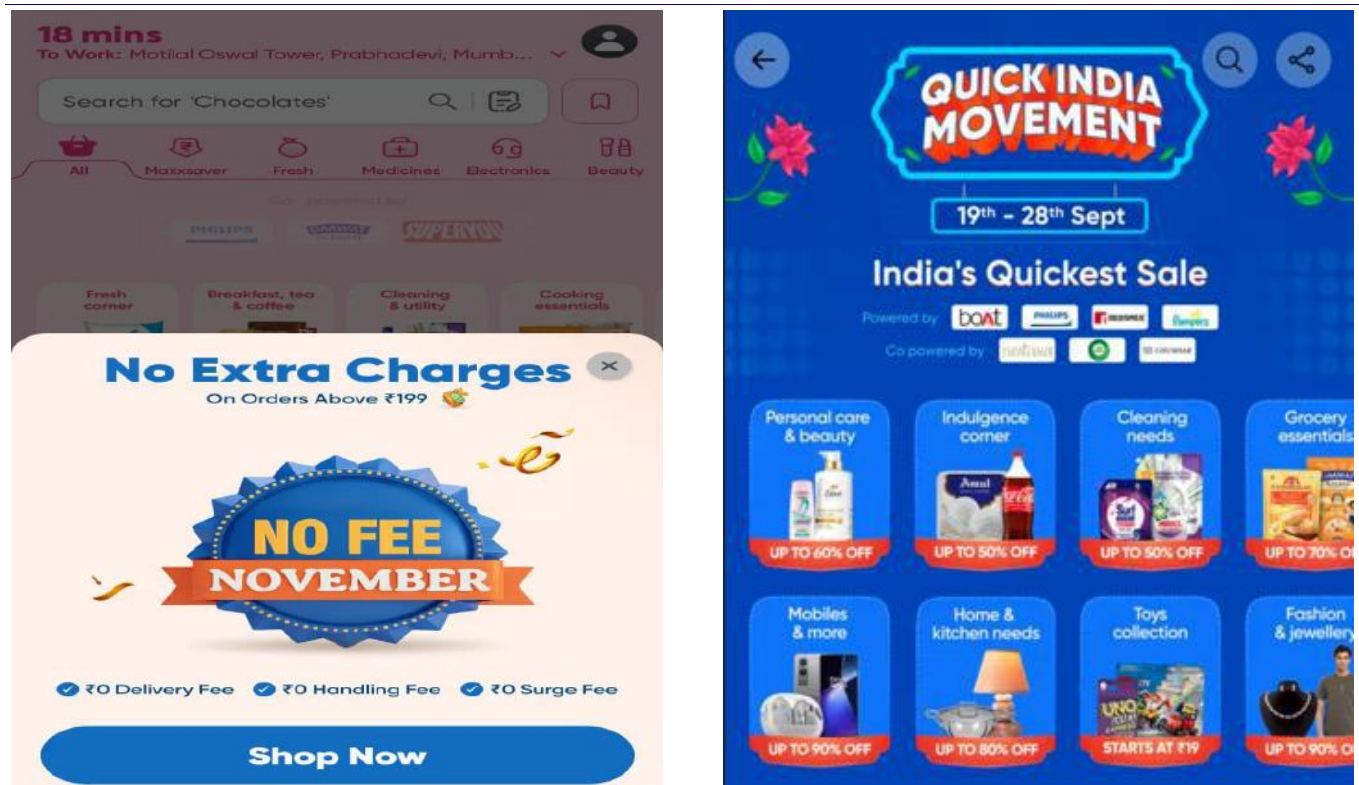 18 mins
To Work: Motilal Oswal Tower, Prabhadevi, Mumb...
Search for 'Chocolates'
All
Maxxsaver
Fresh
Medicines
Electronics
Beauty
Co-powered by
PHILIPS
DAAWAT
SUPERYOU
Fresh
corner
Breakfast, tea
& coffee
Cleaning
& utility
Cooking
essentials
No Extra Charges
On Orders Above ₹199
NO FEE
NOVEMBER
₹0 Delivery Fee
₹0 Handling Fee
₹0 Surge Fee
Shop Now
QUICK INDIA
MOVEMENT
19th - 28th Sept
India's Quickest Sale
Powered by
boAt
PHILIPS
Pampers
Co powered by
Personal care
& beauty
Dove
UP TO 60% OFF
Indulgence
corner
Amul
UP TO 50% OFF
Cleaning
needs
Surf
UP TO 50% OFF
Grocery
essentials
UP TO 70% O
Mobiles
& more
UP TO 90% OFF
Home &
kitchen needs
UP TO 80% OFF
Toys
collection
UNO
STARTS AT ₹19
Fashion
& jewellery
UP TO 90% O